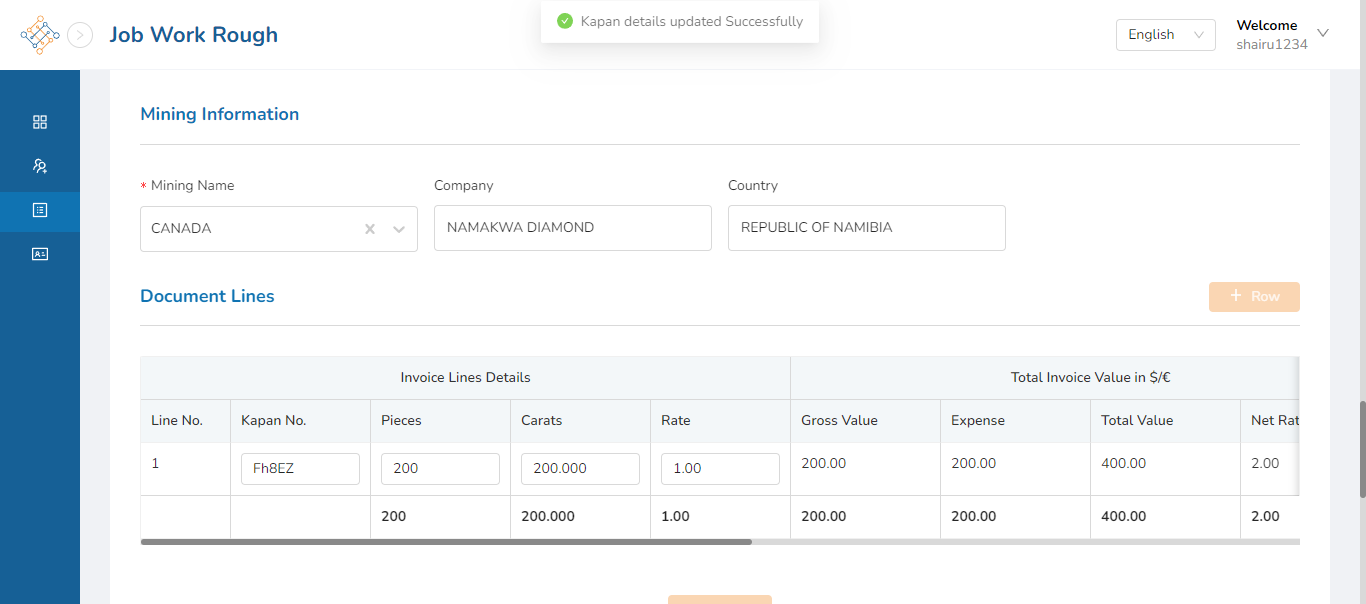 Kapan details updated Successfully
Job Work Rough
English
Welcome
shairu1234
Mining Information
* Mining Name
Company
Country
CANADA
NAMAKWA DIAMOND
REPUBLIC OF NAMIBIA
Document Lines
+ Row
Invoice Lines Details
Total Invoice Value in $/€
Line No.
Kapan No.
Pieces
Carats
Rate
Gross Value
Expense
Total Value
Net Rat
1
Fh8EZ
200
200.000
1.00
200.00
200.00
400.00
2.00
200
200.000
1.00
200.00
200.00
400.00
2.00